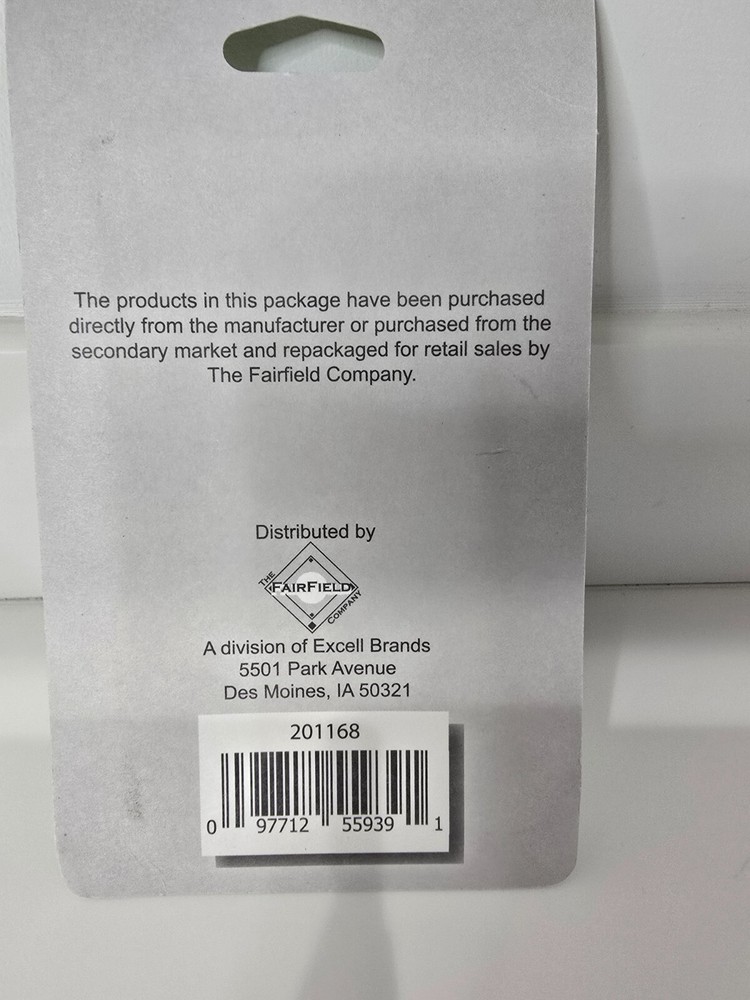 The products in this package have been purchased
directly from the manufacturer or purchased from the
secondary market and repackaged for retail sales by
The Fairfield Company.
Distributed by
THE
FAIRFIELD
COMPANY
A division of Excell Brands
5501 Park Avenue
Des Moines, IA 50321
201168
0 97712 55939 1